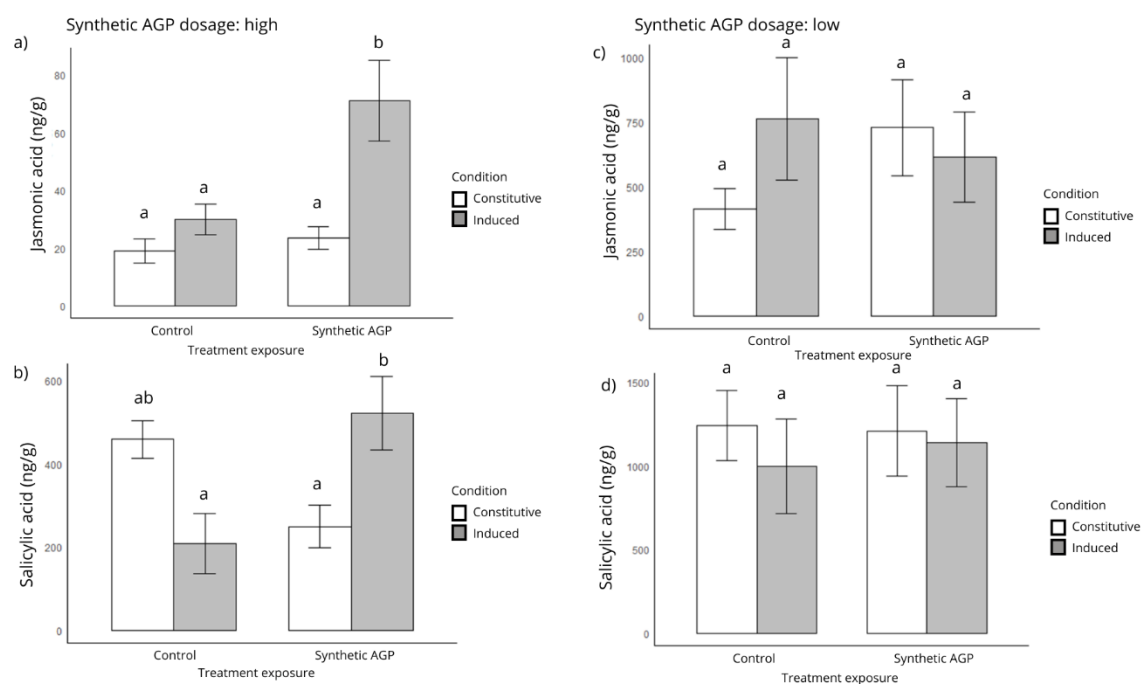 Synthetic AGP dosage: high
a)
Jasmonic acid (ng/g)
80
60
40
20
0
a
a
a
b
Condition
Constitutive
Induced
Control
Synthetic AGP
Treatment exposure
b)
Salicylic acid (ng/g)
600
400
200
0
ab
a
a
b
Condition
Constitutive
Induced
Control
Synthetic AGP
Treatment exposure
Synthetic AGP dosage: low
c)
Jasmonic acid (ng/g)
1000
750
500
250
0
a
a
a
a
Condition
Constitutive
Induced
Control
Synthetic AGP
Treatment exposure
d)
Salicylic acid (ng/g)
1500
1000
500
0
a
a
a
a
Condition
Constitutive
Induced
Control
Synthetic AGP
Treatment exposure